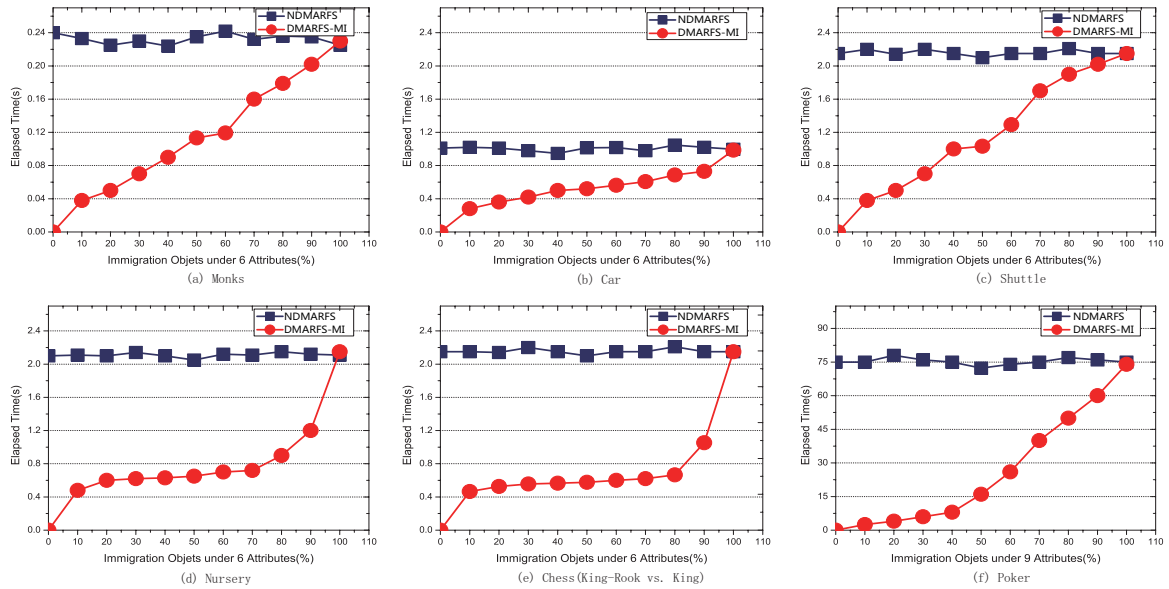 NDMARFS
DMARFS-MI
0.24
0.20
0.16
0.12
0.08
0.04
0.00
Elapsed Time(s)
0 10 20 30 40 50 60 70 80 90 100 110
Immigration Objets under 6 Attributes(%)
(a) Monks
NDMARFS
DMARFS-MI
2.4
2.0
1.6
1.2
0.8
0.4
0.0
Elapsed Time(s)
0 10 20 30 40 50 60 70 80 90 100 110
Immigration Objects under 6 Attributes(%)
(b) Car
NDMARFS
DMARFS-MI
2.4
2.0
1.6
1.2
0.8
0.4
0.0
Elapsed Time(s)
0 10 20 30 40 50 60 70 80 90 100 110
Immigration Objets under 6 Attributes(%)
(c) Shuttle
NDMARFS
DMARFS-MI
2.4
2.0
1.6
1.2
0.8
0.4
0.0
Elapsed Time(s)
0 10 20 30 40 50 60 70 80 90 100 110
Immigration Objets under 6 Attributes(%)
(d) Nursery
NDMARFS
DMARFS-MI
2.4
2.0
1.6
1.2
0.8
0.4
0.0
Elapsed Time(s)
0 10 20 30 40 50 60 70 80 90 100 110
Immigration Objets under 6 Attributes(%)
(e) Chess(King-Rook vs. King)
NDMARFS
DMARFS-MI
90
75
60
45
30
15
0
Elapsed Time(s)
0 10 20 30 40 50 60 70 80 90 100 110
Immigration Objets under 9 Attributes(%)
(f) Poker